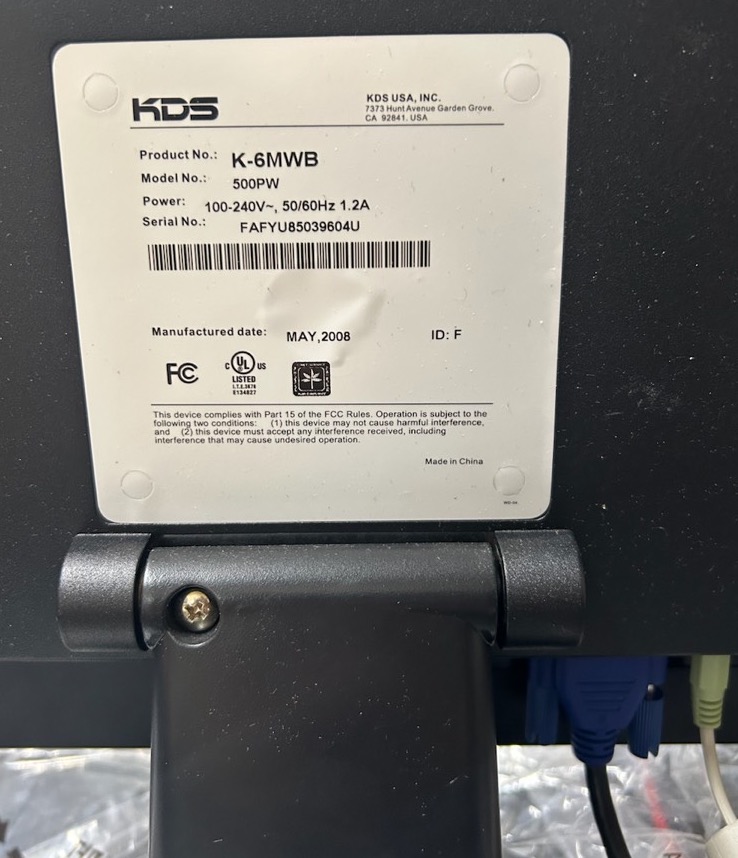 KDS
KDS USA, INC.
7373 Hunt Avenue Garden Grove.
CA 92841. USA
Product No.: K-6MWB
Model No.: 500PW
Power: 100-240V~, 50/60Hz 1.2A
Serial No.: FAFYU85039604U
Manufactured date: MAY,2008 ID: F
FC
C UL US
LISTED
I.T.E.3K78
E134827
This device complies with Part 15 of the FCC Rules. Operation is subject to the
following two conditions: (1) this device may not cause harmful interference,
and (2) this device must accept any interference received, including
interference that may cause undesired operation.
Made in China